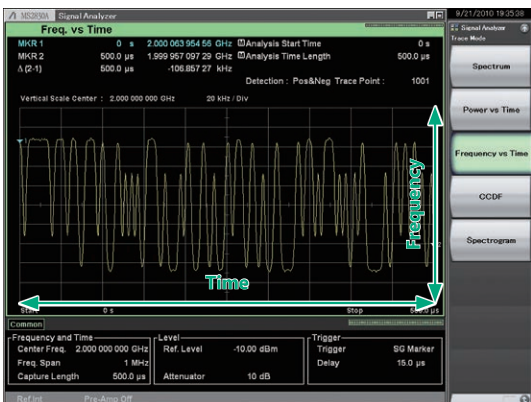 MS2830A Signal Analyzer
9/21/2010 19:35:38
Freq. vs Time
MKR 1 0 s 2.000 063 954 55 GHz M Analysis Start Time 0 s
MKR 2 500.0 µs 1.999 957 097 29 GHz M Analysis Time Length 500.0 µs
Δ (2-1) 500.0 µs -106.857 27 kHz
Detection : Pos&Neg Trace Point : 1001
Vertical Scale Center : 2.000 000 000 GHz 20 kHz / Div
1
2
Frequency
Time
Start 0 s Stop 500.0 µs
Common
Frequency and Time
Center Freq. 2.000 000 000 GHz
Freq. Span 1 MHz
Capture Length 500.0 µs
Level
Ref. Level -10.00 dBm
Attenuator 10 dB
Trigger
Trigger SG Marker
Delay 15.0 µs
Ref.Int Pre-Amp Off
Signal Analyzer
Trace Mode
Spectrum
Power vs Time
Frequency vs Time
CCDF
Spectrogram